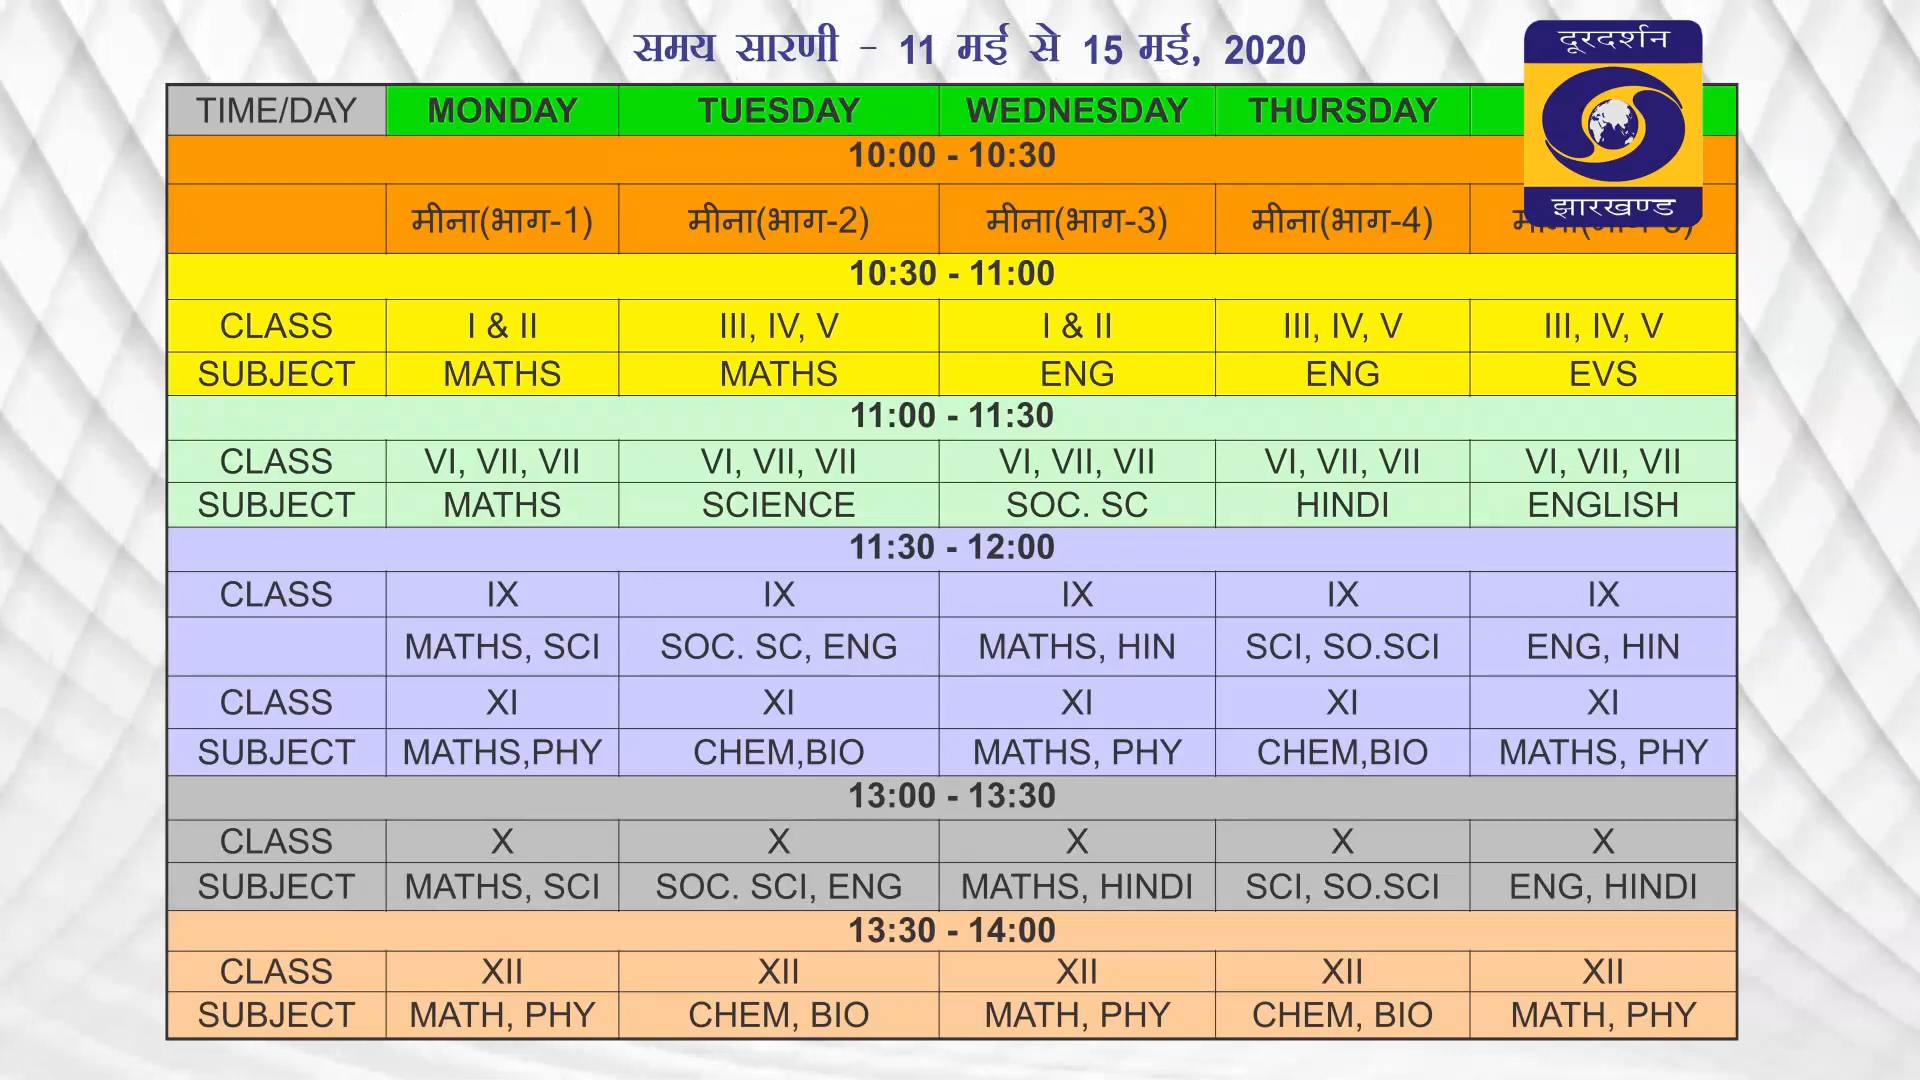 समय सारणी - 11 मई से 15 मई, 2020
दूरदर्शन
झारखण्ड
TIME/DAY MONDAY TUESDAY WEDNESDAY THURSDAY
10:00 - 10:30
मीना(भाग-1) मीना(भाग-2) मीना(भाग-3) मीना(भाग-4)
10:30 - 11:00
CLASS I & II III, IV, V I & II III, IV, V III, IV, V
SUBJECT MATHS MATHS ENG ENG EVS
11:00 - 11:30
CLASS VI, VII, VII VI, VII, VII VI, VII, VII VI, VII, VII VI, VII, VII
SUBJECT MATHS SCIENCE SOC. SC HINDI ENGLISH
11:30 - 12:00
CLASS IX IX IX IX IX
MATHS, SCI SOC. SC, ENG MATHS, HIN SCI, SO.SCI ENG, HIN
CLASS XI XI XI XI XI
SUBJECT MATHS,PHY CHEM,BIO MATHS, PHY CHEM,BIO MATHS, PHY
13:00 - 13:30
CLASS X X X X X
SUBJECT MATHS, SCI SOC. SCI, ENG MATHS, HINDI SCI, SO.SCI ENG, HINDI
13:30 - 14:00
CLASS XII XII XII XII XII
SUBJECT MATH, PHY CHEM, BIO MATH, PHY CHEM, BIO MATH, PHY